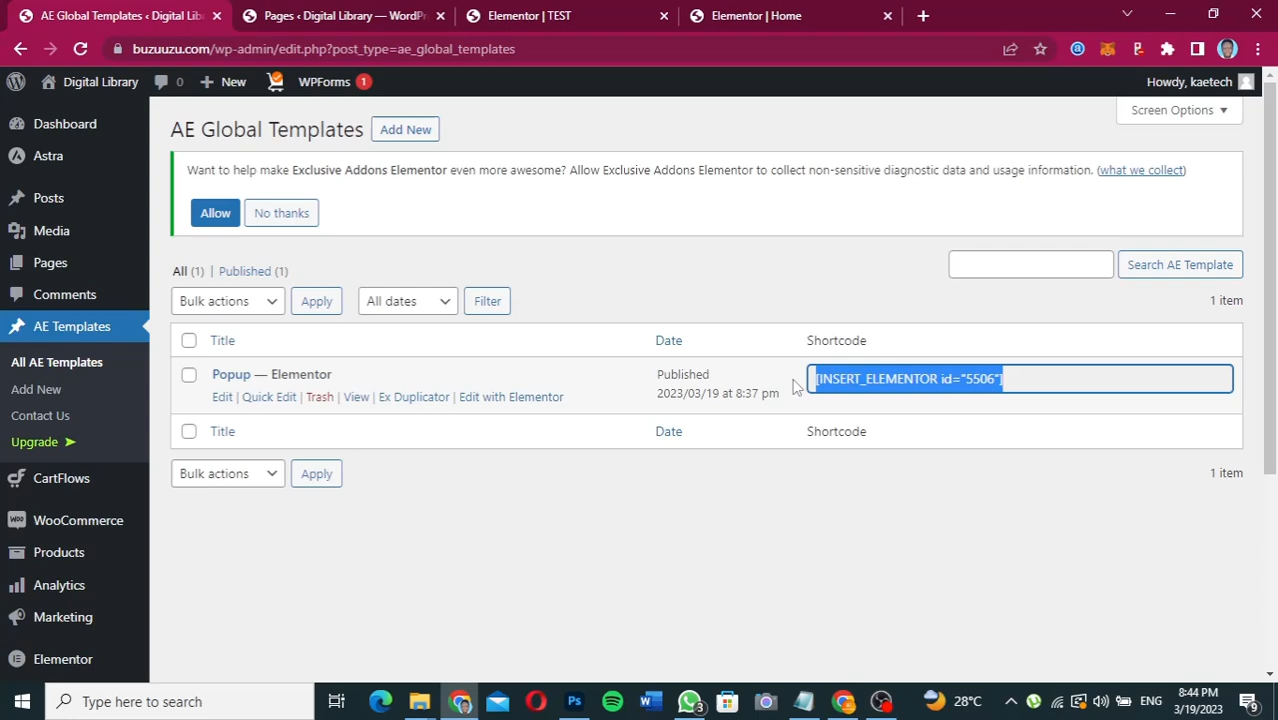 AE Global Templates ‹ Digital Lib
Pages ‹ Digital Library — WordPr
Elementor | TEST
Elementor | Home
buzuuzu.com/wp-admin/edit.php?post_type=ae_global_templates
Digital Library
0
New
WPForms 1
Howdy, kaetech
Screen Options ▼
Dashboard
Astra
Posts
Media
Pages
Comments
AE Templates
All AE Templates
Add New
Contact Us
Upgrade ➤
CartFlows
WooCommerce
Products
Analytics
Marketing
Elementor
AE Global Templates Add New
Want to help make Exclusive Addons Elementor even more awesome? Allow Exclusive Addons Elementor to collect non-sensitive diagnostic data and usage information. (what we collect)
Allow No thanks
All (1) | Published (1)
Search AE Template
Bulk actions Apply All dates Filter
1 item
Title Date Shortcode
Popup — Elementor
Edit | Quick Edit | Trash | View | Ex Duplicator | Edit with Elementor
Published
2023/03/19 at 8:37 pm
[INSERT_ELEMENTOR id="5506"]
Title Date Shortcode
Bulk actions Apply
1 item
Type here to search
3
28°C
ENG
8:44 PM
3/19/2023
9